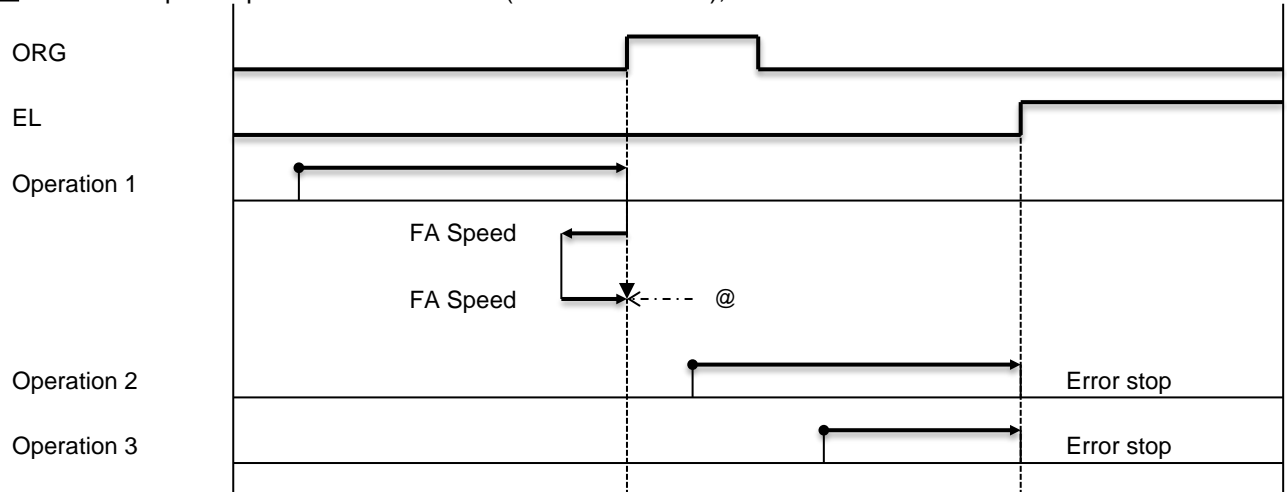 ORG
EL
Operation 1
FA Speed
FA Speed
@
Operation 2
Error stop
Operation 3
Error stop